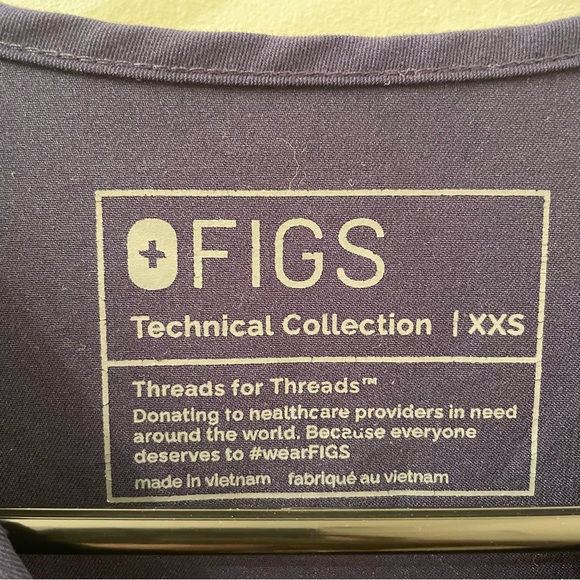 FIGS
Technical Collection | XXS
Threads for Threads™
Donating to healthcare providers in need
around the world. Because everyone
deserves to #wearFIGS
made in vietnam fabriqué au vietnam